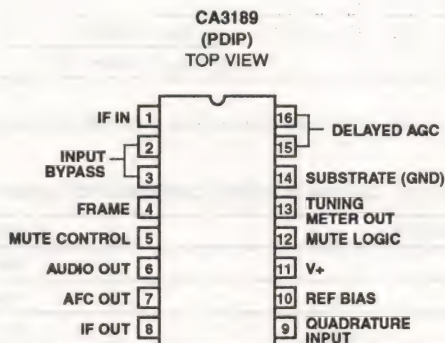 CA3189
(PDIP)
TOP VIEW
IF IN 1
INPUT BYPASS
2
3
FRAME 4
MUTE CONTROL 5
AUDIO OUT 6
AFC OUT 7
IF OUT 8
16
15
DELAYED AGC
14 SUBSTRATE (GND)
13 TUNING METER OUT
12 MUTE LOGIC
11 V+
10 REF BIAS
9 QUADRATURE INPUT